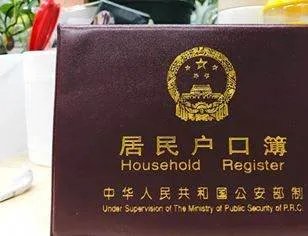 居民户口簿
Household Register
中华人民共和国公安部制
Under Supervision of The Ministry of Public Security of P.R.C.